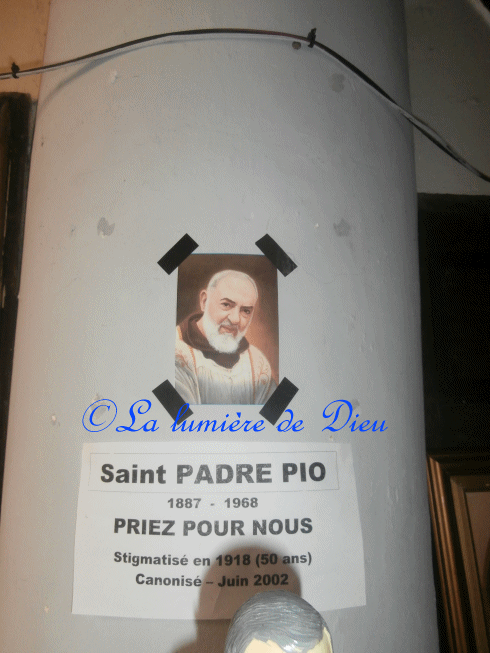 ©La lumière de Dieu
Saint PADRE PIO
1887 - 1968
PRIEZ POUR NOUS
Stigmatisé en 1918 (50 ans)
Canonisé – Juin 2002